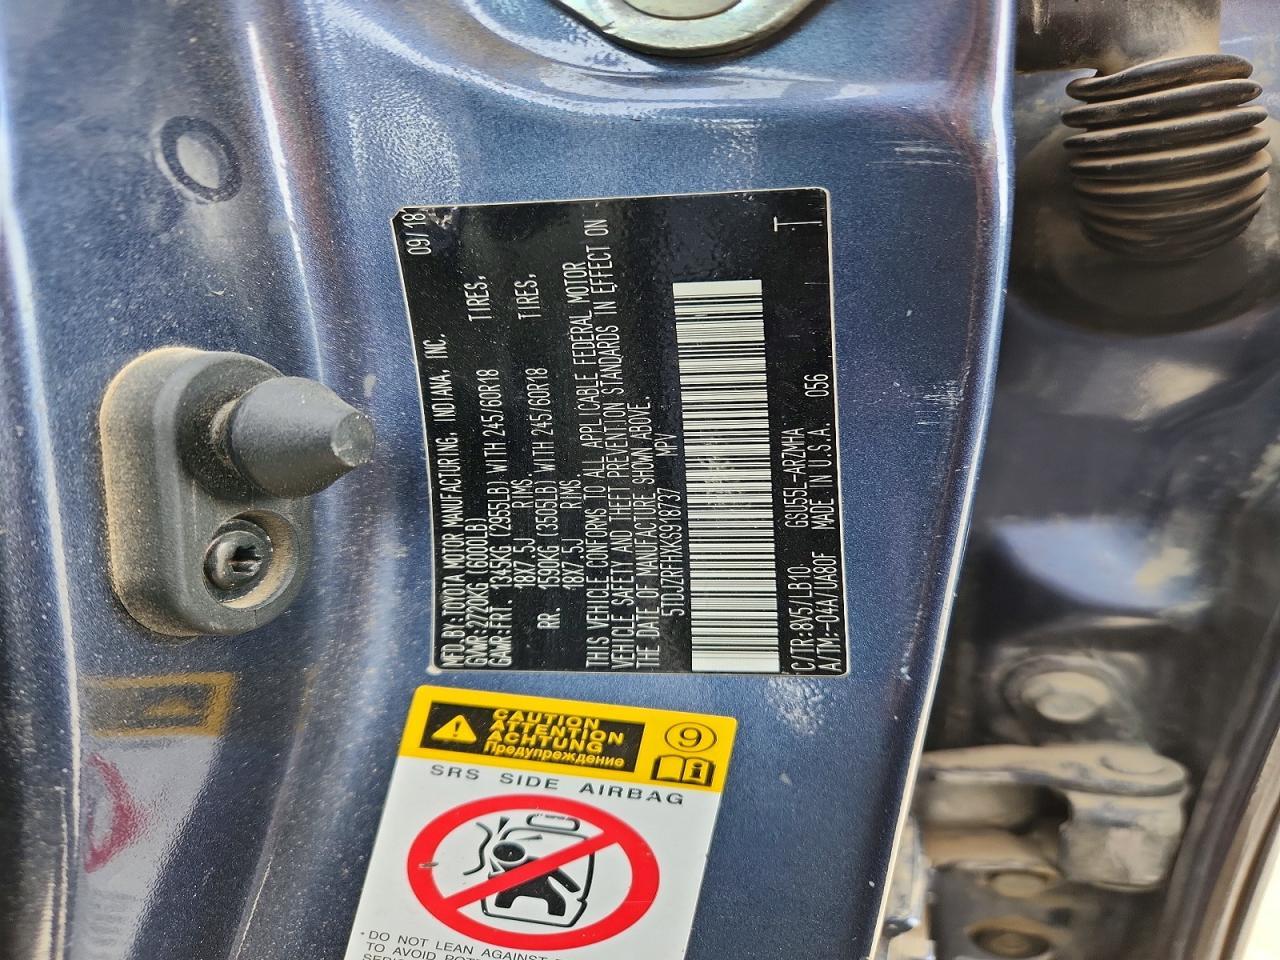 MFD.BY:TOYOTA MOTOR MANUFACTURING, INDIANA, INC. 09/18
GVWR:2720KG (6000LB)
GAWR:FRT. 1345KG (2955LB) WITH 245/60R18 TIRES,
18X7.5J RIMS,
RR. 1590KG (3505LB) WITH 245/60R18 TIRES,
18X7.5J RIMS.
THIS VEHICLE CONFORMS TO ALL APPLICABLE FEDERAL MOTOR
VEHICLE SAFETY AND THEFT PREVENTION STANDARDS IN EFFECT ON
THE DATE OF MANUFACTURE SHOWN ABOVE.
5TDJZRFHXKS918737 MPV
T
C/TR:8V5/LB10 GSU55L-ARZMHA
A/TM:-04A/UA80F MADE IN U.S.A. 056
CAUTION
ATTENTION
ACHTUNG
Предупреждение
9
i
SRS SIDE AIRBAG
• DO NOT LEAN AGAINST
TO AVOID